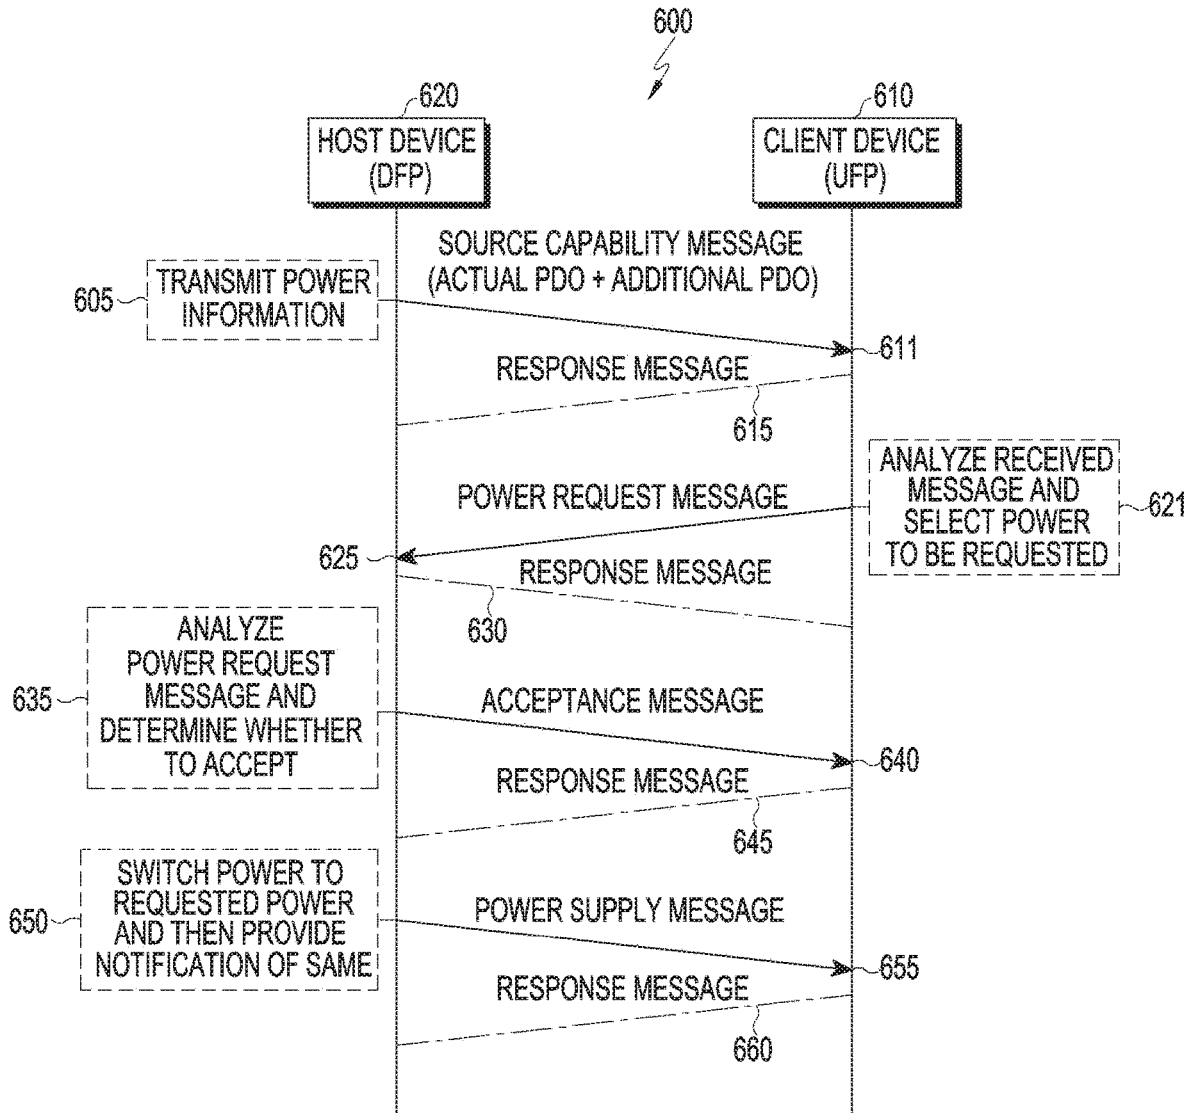 600
620
610
HOST DEVICE
(DFP)
CLIENT DEVICE
(UFP)
SOURCE CAPABILITY MESSAGE
(ACTUAL PDO + ADDITIONAL PDO)
605
TRANSMIT POWER
INFORMATION
611
RESPONSE MESSAGE
615
ANALYZE RECEIVED
MESSAGE AND
SELECT POWER
TO BE REQUESTED
621
POWER REQUEST MESSAGE
625
RESPONSE MESSAGE
630
635
ANALYZE
POWER REQUEST
MESSAGE AND
DETERMINE WHETHER
TO ACCEPT
ACCEPTANCE MESSAGE
640
RESPONSE MESSAGE
645
650
SWITCH POWER TO
REQUESTED POWER
AND THEN PROVIDE
NOTIFICATION OF SAME
POWER SUPPLY MESSAGE
655
RESPONSE MESSAGE
660